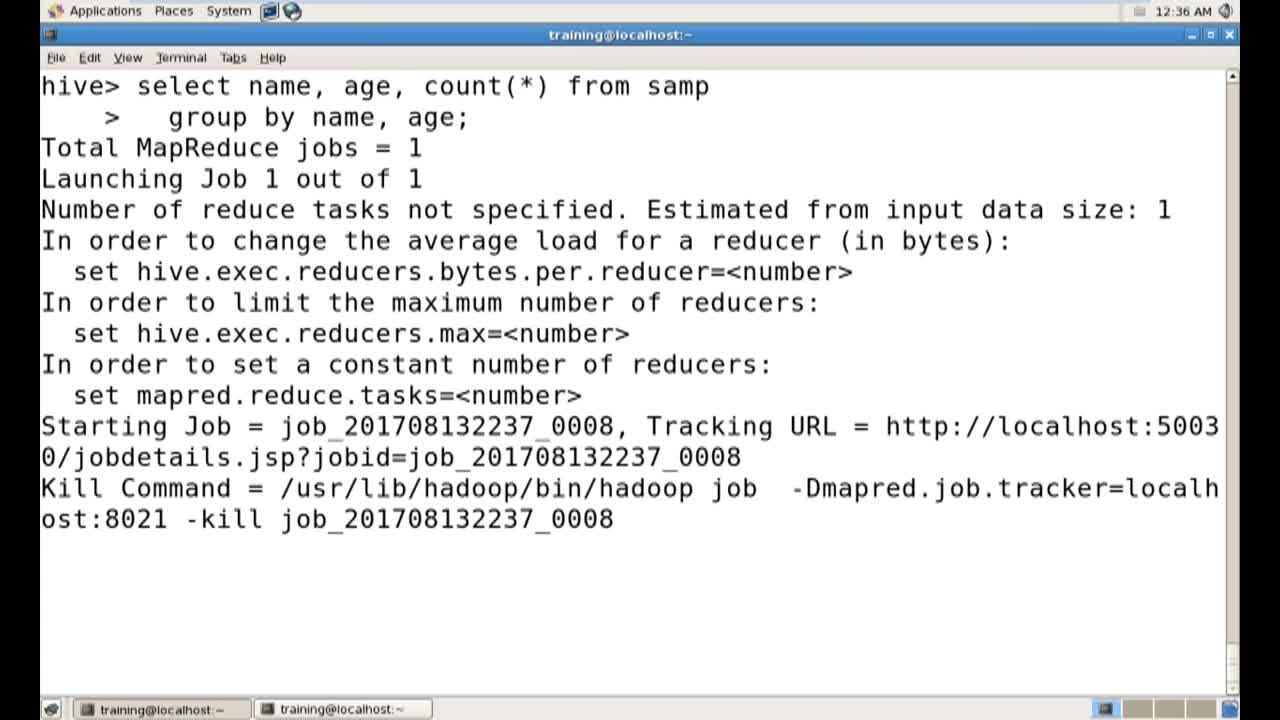 Applications Places System
12:36 AM
training@localhost:~
File Edit View Terminal Tabs Help
hive> select name, age, count(*) from samp
    >   group by name, age;
Total MapReduce jobs = 1
Launching Job 1 out of 1
Number of reduce tasks not specified. Estimated from input data size: 1
In order to change the average load for a reducer (in bytes):
  set hive.exec.reducers.bytes.per.reducer=<number>
In order to limit the maximum number of reducers:
  set hive.exec.reducers.max=<number>
In order to set a constant number of reducers:
  set mapred.reduce.tasks=<number>
Starting Job = job_201708132237_0008, Tracking URL = http://localhost:5003
0/jobdetails.jsp?jobid=job_201708132237_0008
Kill Command = /usr/lib/hadoop/bin/hadoop job  -Dmapred.job.tracker=localh
ost:8021 -kill job_201708132237_0008
training@localhost:~
training@localhost:~